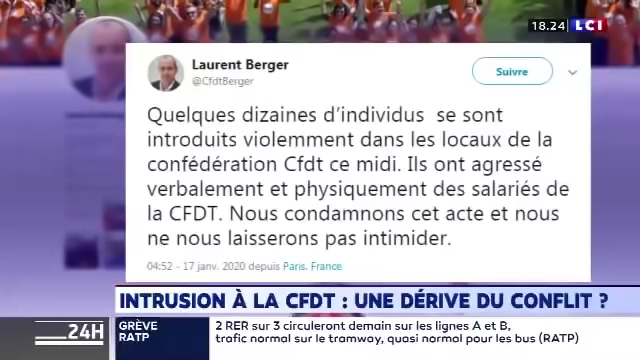 18.24 LCI
Laurent Berger
@CfdtBerger
Suivre
Quelques dizaines d'individus se sont
introduits violemment dans les locaux de la
confédération Cfdt ce midi. Ils ont agressé
verbalement et physiquement des salariés de
la CFDT. Nous condamnons cet acte et nous
ne nous laisserons pas intimider.
04:52 - 17 janv. 2020 depuis Paris, France
INTRUSION À LA CFDT : UNE DÉRIVE DU CONFLIT ?
24H
GRÈVE
RATP
2 RER sur 3 circuleront demain sur les lignes A et B,
trafic normal sur le tramway, quasi normal pour les bus (RATP)